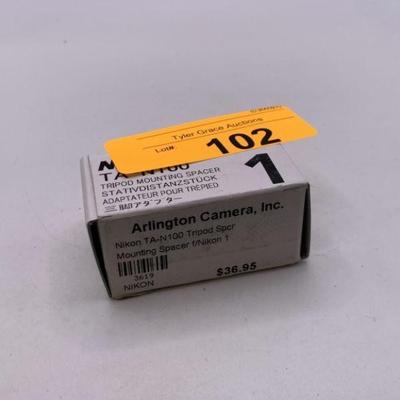 Tyler Grace Auctions
Lot#:
102
TA-N100
1
TRIPOD MOUNTING SPACER
STATIVDISTANZSTÜCK
ADAPTATEUR POUR TRÉPIED
三脚アダプター
Arlington Camera, Inc.
Nikon TA-N100 Tripod Spcr
Mounting Spacer f/Nikon 1
3619
NIKON
$36.95